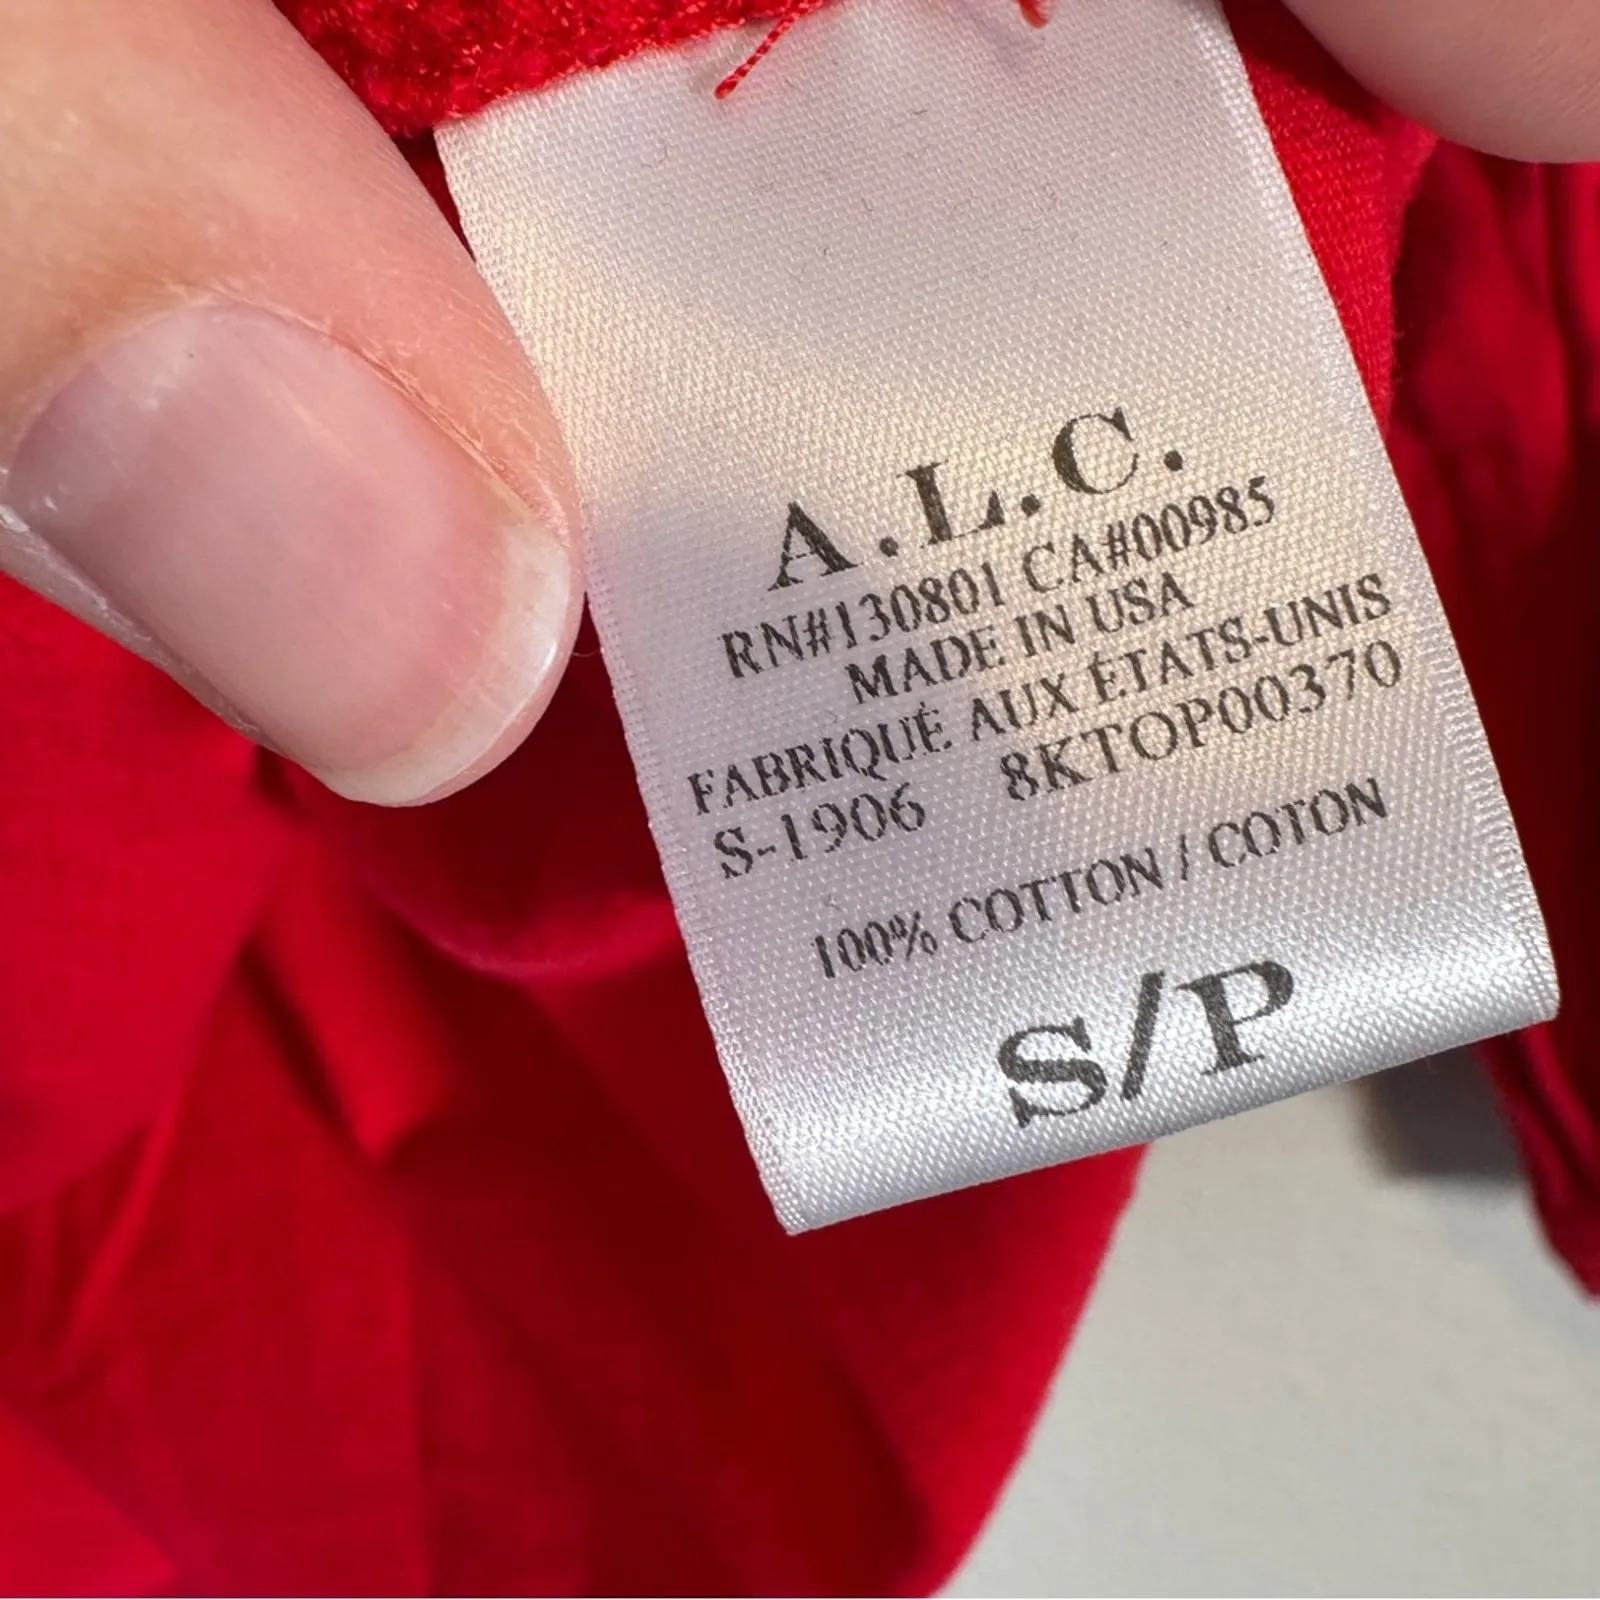 A.L.C.
RN#130801 CA#00985
MADE IN USA
FABRIQUÉ AUX ÉTATS-UNIS
S-1906 8KTOP00370
100% COTTON / COTON
S/P